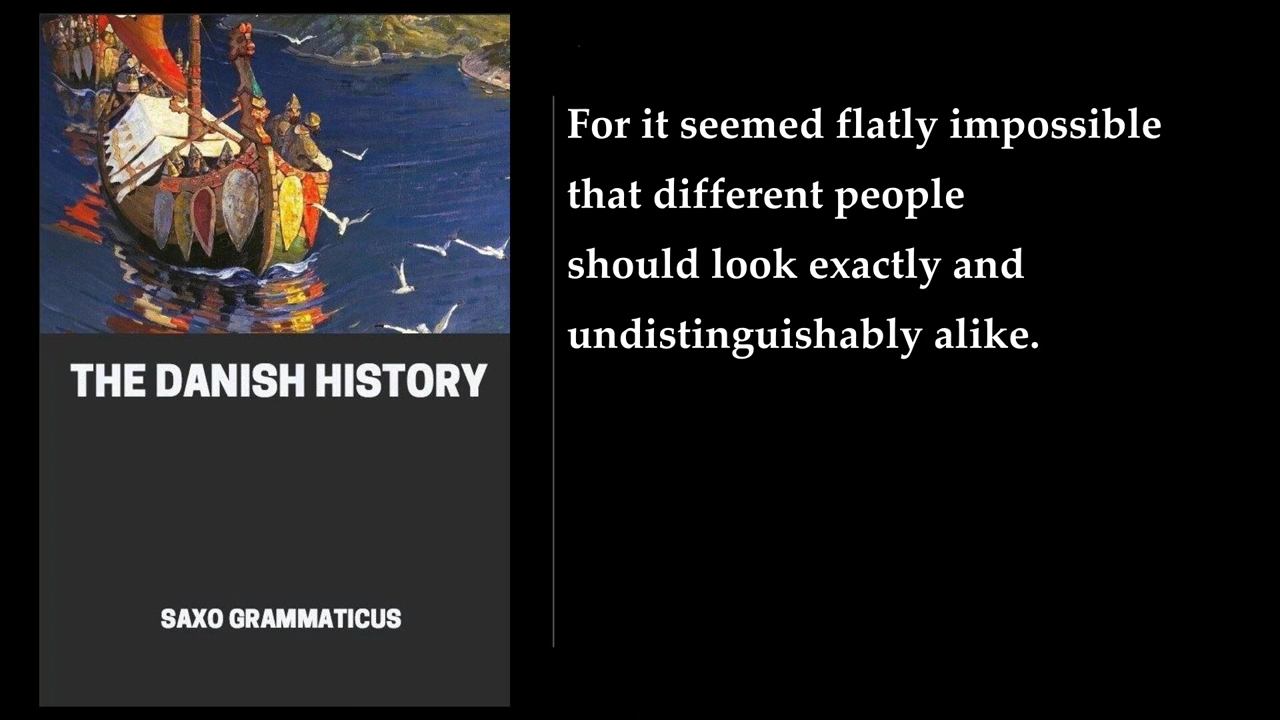 THE DANISH HISTORY
SAXO GRAMMATICUS
For it seemed flatly impossible
that different people
should look exactly and
undistinguishably alike.